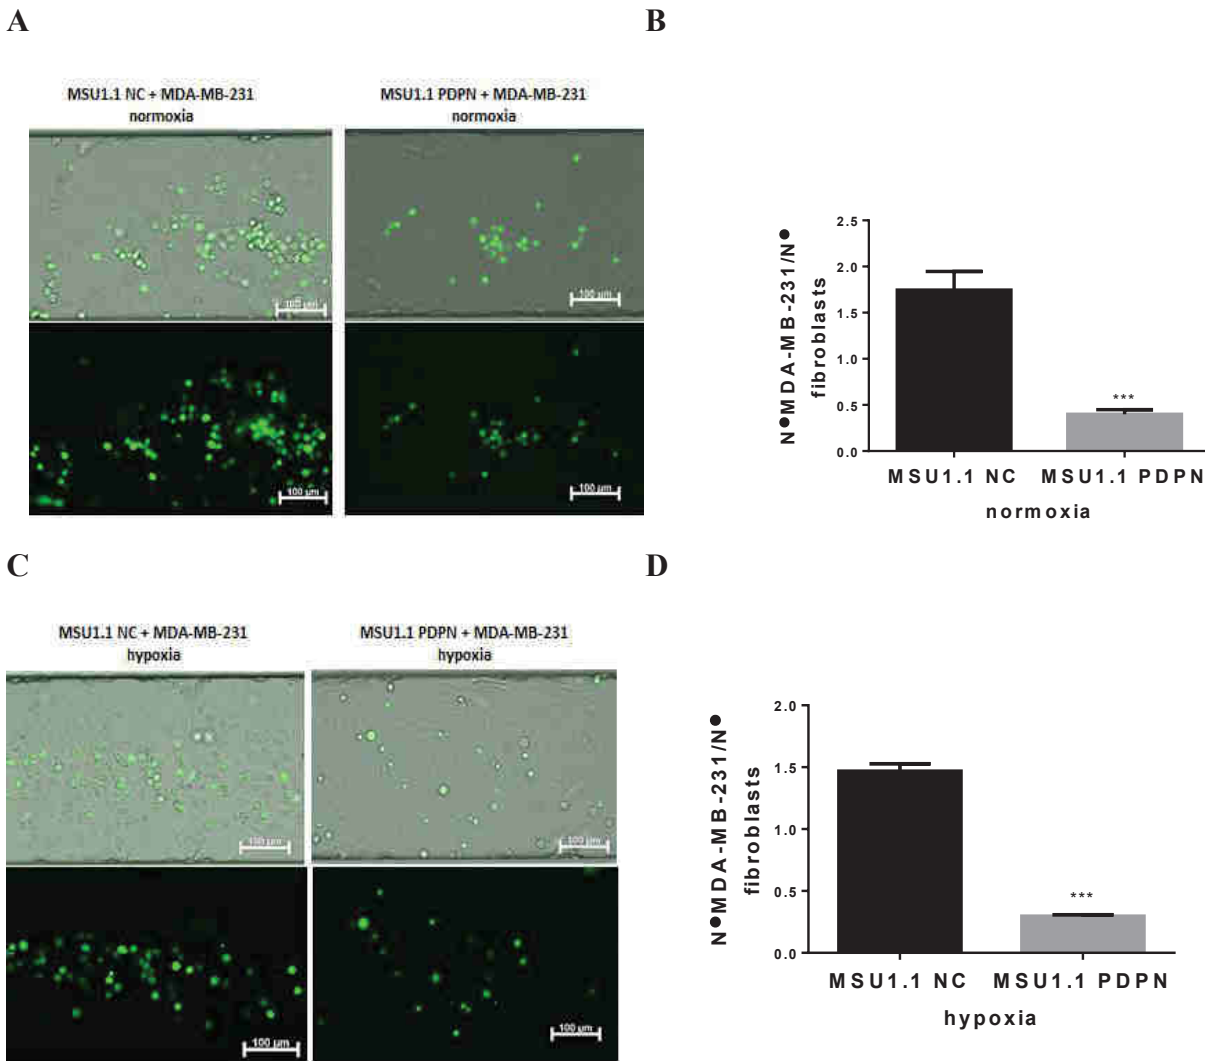 A
B
MSU1.1 NC + MDA-MB-231
normoxia
MSU1.1 PDPN + MDA-MB-231
normoxia
100 µm
100 µm
100 µm
100 µm
N●MDA-MB-231/N●
fibroblasts
2.5
2.0
1.5
1.0
0.5
0.0
***
MSU1.1 NC
MSU1.1 PDPN
normoxia
C
D
MSU1.1 NC + MDA-MB-231
hypoxia
MSU1.1 PDPN + MDA-MB-231
hypoxia
100 µm
100 µm
100 µm
100 µm
N●MDA-MB-231/N●
fibroblasts
2.0
1.5
1.0
0.5
0.0
***
MSU1.1 NC
MSU1.1 PDPN
hypoxia